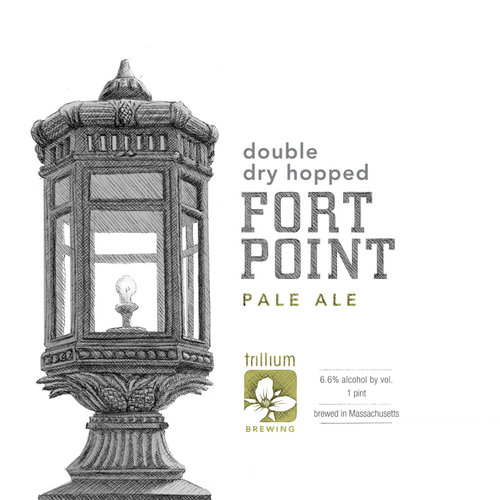 double
dry hopped
FORT
POINT
PALE ALE
trillium
BREWING
6.6% alcohol by vol.
1 pint
brewed in Massachusetts